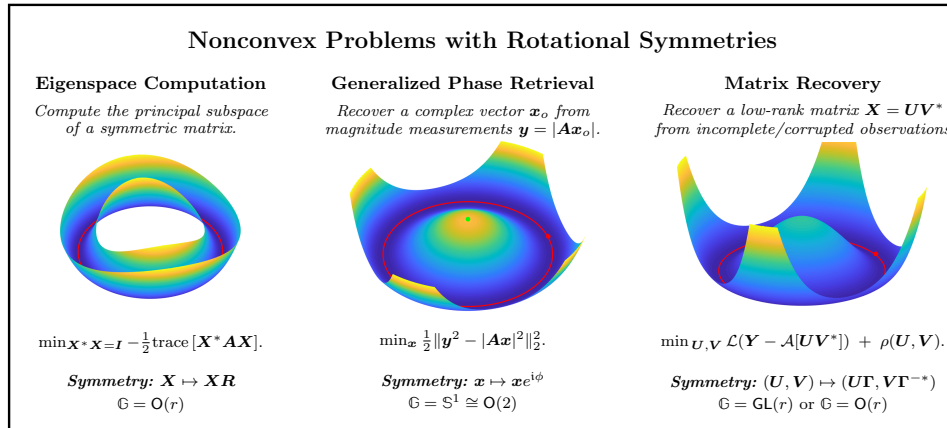 Nonconvex Problems with Rotational Symmetries
Eigenspace Computation
Compute the principal subspace
of a symmetric matrix.
min_{X*X=I} −½trace [X*AX].
Symmetry: X ↦ XR
𝔾 = O(r)
Generalized Phase Retrieval
Recover a complex vector x_o from
magnitude measurements y = |Ax_o|.
min_x ½‖y² − |Ax|²‖₂².
Symmetry: x ↦ xe^{iϕ}
𝔾 = 𝕊¹ ≅ O(2)
Matrix Recovery
Recover a low-rank matrix X = UV*
from incomplete/corrupted observations
min_{U,V} ℒ(Y − 𝒜[UV*]) + ρ(U, V).
Symmetry: (U, V) ↦ (UΓ, VΓ^{−*})
𝔾 = GL(r) or 𝔾 = O(r)